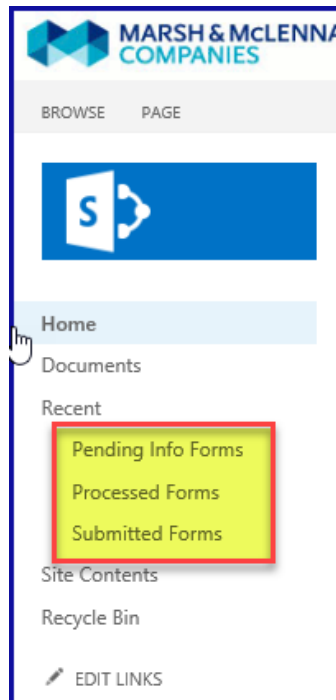 MARSH & McLENNA
COMPANIES
BROWSE PAGE
S
Home
Documents
Recent
Pending Info Forms
Processed Forms
Submitted Forms
Site Contents
Recycle Bin
EDIT LINKS